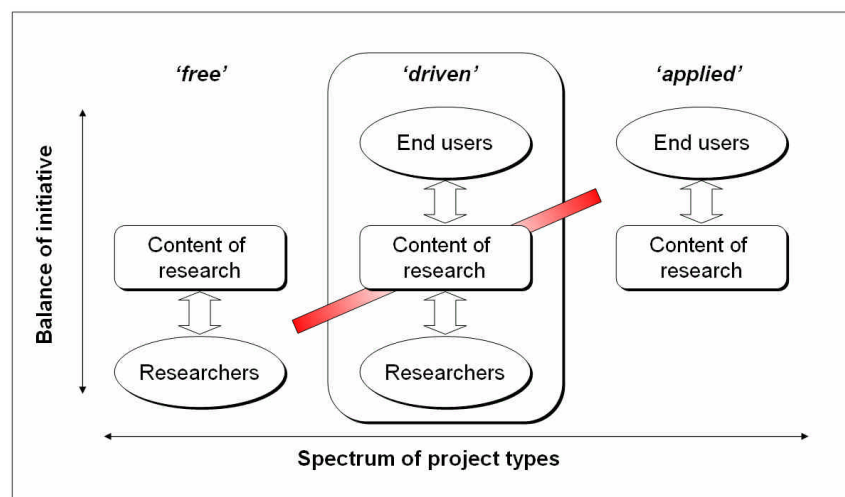 ‘free’
‘driven’
‘applied’
End users
End users
Content of
research
Content of
research
Content of
research
Researchers
Researchers
Balance of initiative
Spectrum of project types